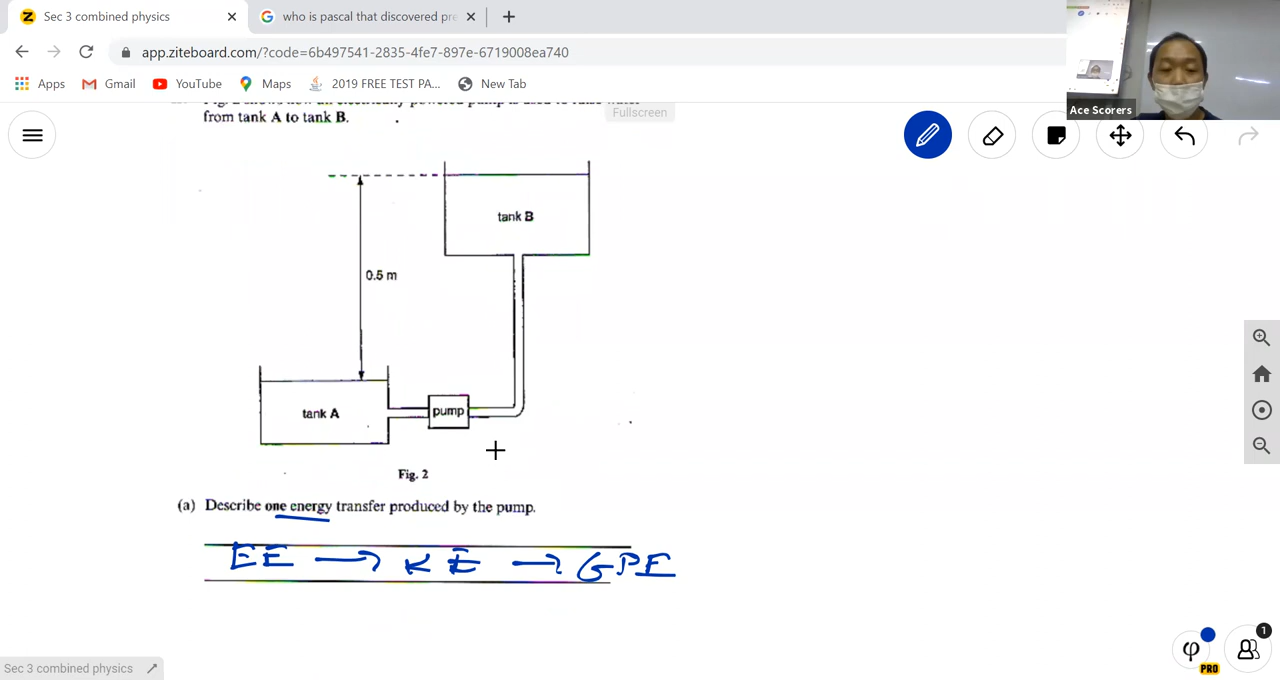 Sec 3 combined physics
who is pascal that discovered pre
app.ziteboard.com/?code=6b497541-2835-4fe7-897e-6719008ea740
Apps
Gmail
YouTube
Maps
2019 FREE TEST PA...
New Tab
Ace Scorers
Fullscreen
from tank A to tank B.
tank B
0.5 m
tank A
pump
Fig. 2
(a) Describe one energy transfer produced by the pump.
EE → KE → GPE
Sec 3 combined physics
φ
PRO
1